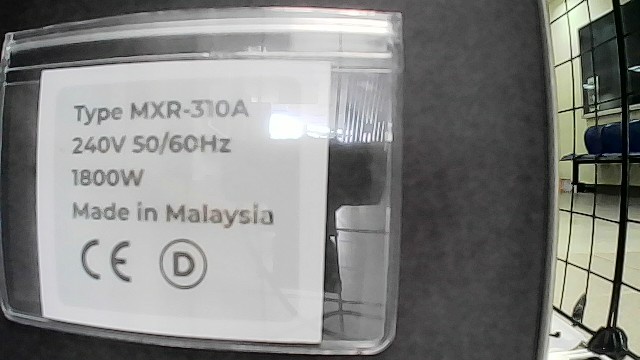 Type MXR-310A
240V 50/60Hz
1800W
Made in Malaysia
CE D